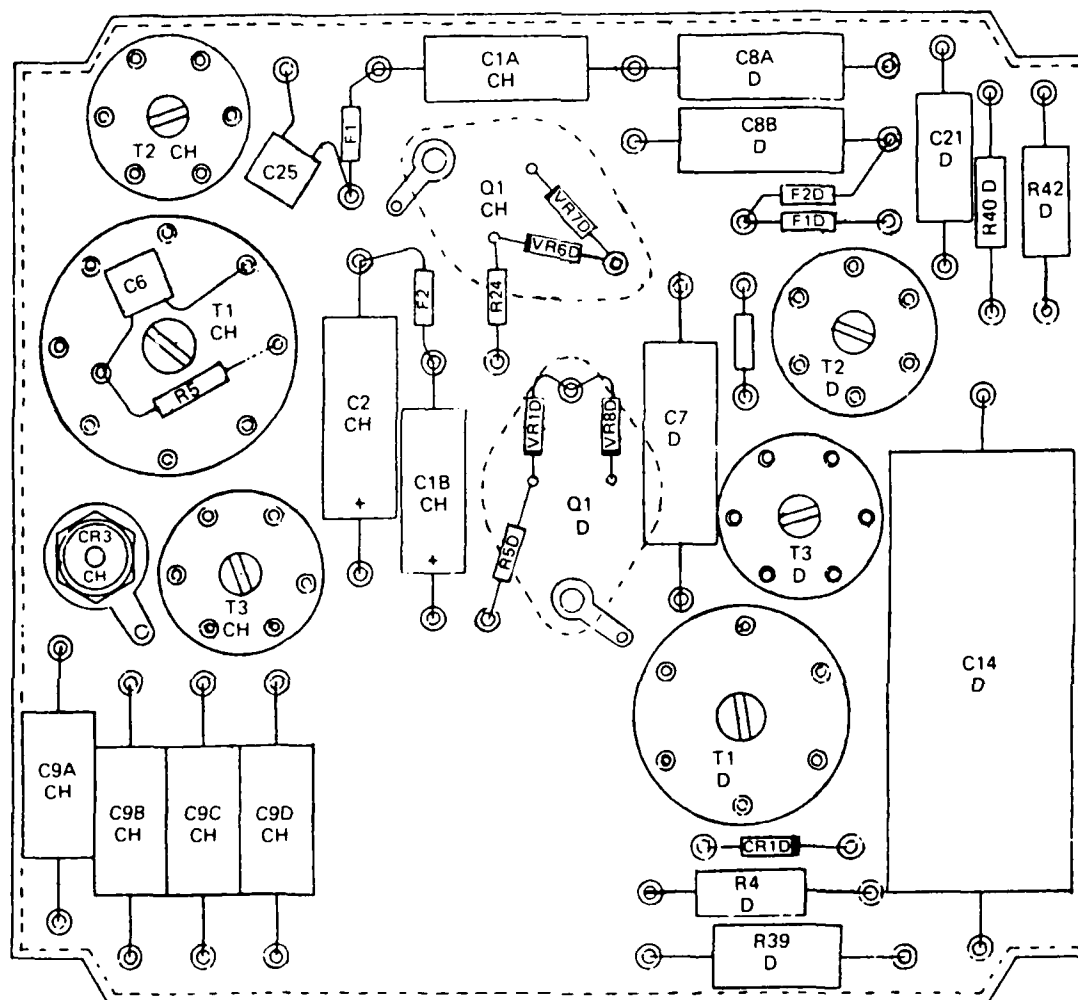 C1A
CH
C8A
D
T2 CH
F1
C25
C8B
D
C21
D
R40 D
R42
D
Q1
CH
VR7D
VR6D
F2D
F1D
C6
T1
CH
R5
F2
R24
T2
D
C2
CH
+
C1B
CH
+
VR1D
VR8D
C7
D
Q1
D
R5D
T3
D
CR3
CH
T3
CH
C14
D
T1
D
C9A
CH
C9B
CH
C9C
CH
C9D
CH
CR1D
R4
D
R39
D